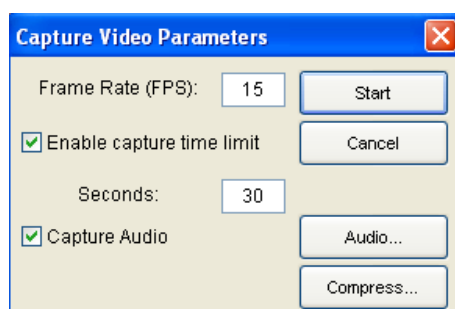 Capture Video Parameters
Frame Rate (FPS): 15 Start
Enable capture time limit Cancel
Seconds: 30
Capture Audio Audio...
Compress...